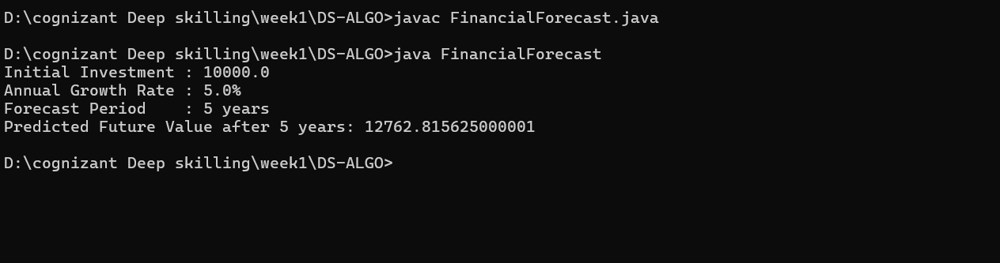 D:\cognizant Deep skilling\week1\DS-ALGO>javac FinancialForecast.java
D:\cognizant Deep skilling\week1\DS-ALGO>java FinancialForecast
Initial Investment : 10000.0
Annual Growth Rate : 5.0%
Forecast Period    : 5 years
Predicted Future Value after 5 years: 12762.815625000001
D:\cognizant Deep skilling\week1\DS-ALGO>